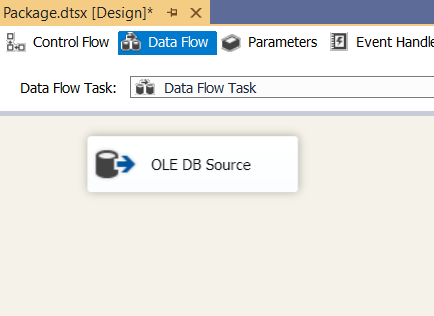 Package.dtsx [Design]*
Control Flow Data Flow Parameters Event Handle
Data Flow Task: Data Flow Task
OLE DB Source